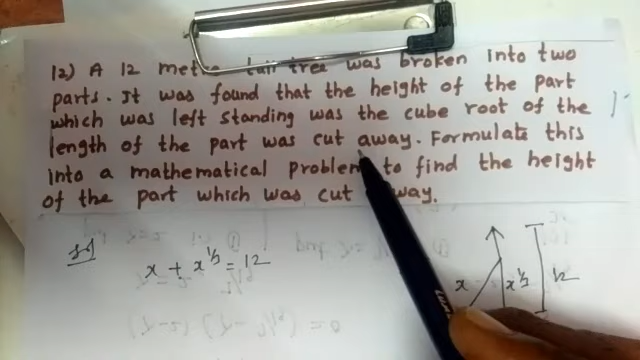 12) A 12 metre tall tree was broken into two
parts. It was found that the height of the part
which was left standing was the cube root of the
length of the part was cut away. Formulate this
into a mathematical problem to find the height
of the part which was cut away.
x + x^1/3 = 12
x x^1/3 12